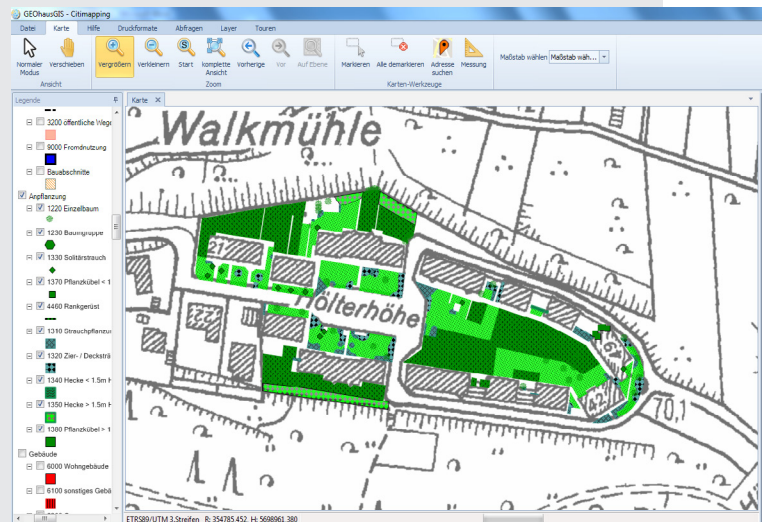 GEOhausGIS - Citimapping
Datei Karte Hilfe Druckformate Abfragen Layer Touren
Normaler Modus
Verschieben
Vergrößern
Verkleinern
Start
komplette Ansicht
Vorherige
Vor
Auf Ebene
Markieren
Alle demarkieren
Adresse suchen
Messung
Maßstab wählen
Maßstab wäh...
Ansicht Zoom Karten-Werkzeuge
Legende
Karte
3200 öffentliche Wege
9000 Fremdnutzung
Bauabschnitte
Anpflanzung
1220 Einzelbaum
1230 Baumgruppe
1330 Solitärstrauch
1370 Pflanzkübel < 1
4460 Rankgerüst
1310 Strauchpflanzu
1320 Zier- / Decksträ
1340 Hecke < 1.5m H
1350 Hecke > 1.5m H
1380 Pflanzkübel > 1
Gebäude
6000 Wohngebäude
6100 sonstiges Gebä
Walkmühle
21
Hölterhöhe
70,1
ETRS89/UTM 3.Streifen R: 354785.452, H: 5698961.380